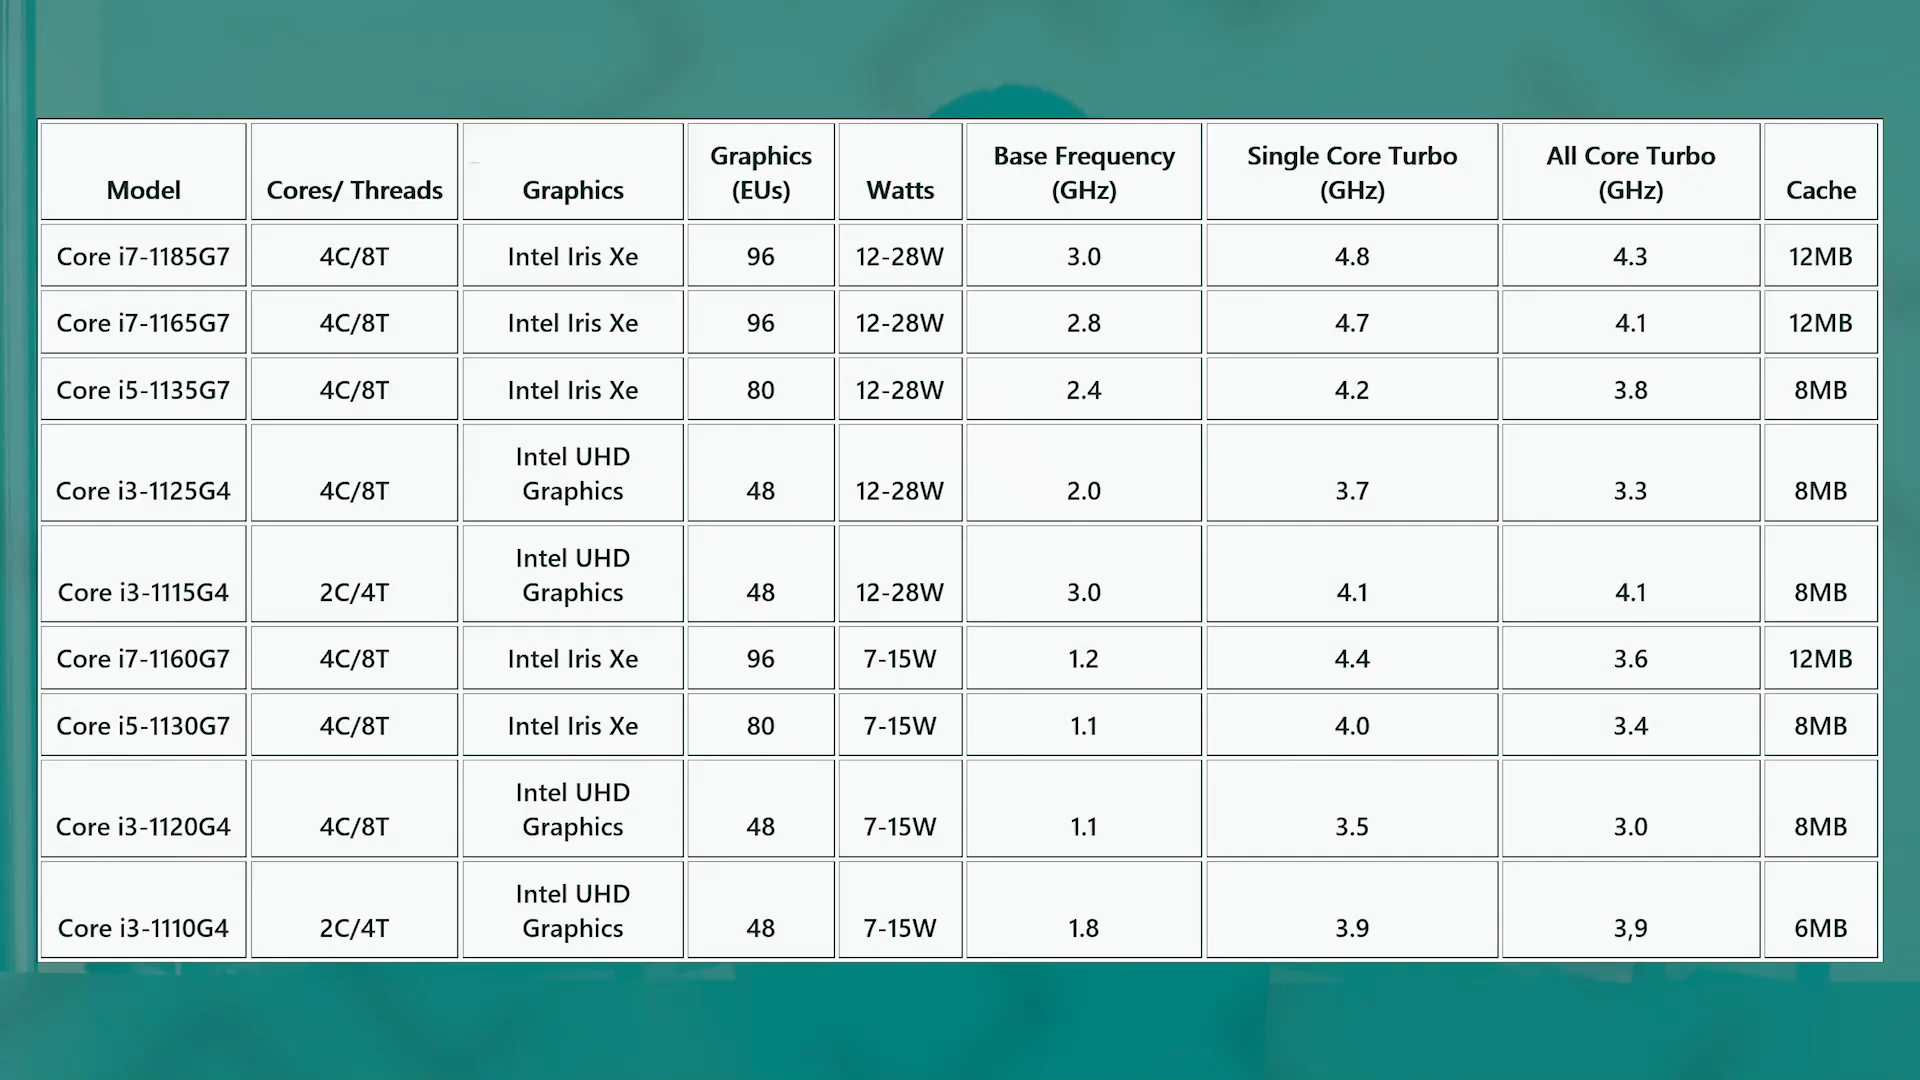 Model Cores/ Threads Graphics Graphics (EUs) Watts Base Frequency (GHz) Single Core Turbo (GHz) All Core Turbo (GHz) Cache
Core i7-1185G7 4C/8T Intel Iris Xe 96 12-28W 3.0 4.8 4.3 12MB
Core i7-1165G7 4C/8T Intel Iris Xe 96 12-28W 2.8 4.7 4.1 12MB
Core i5-1135G7 4C/8T Intel Iris Xe 80 12-28W 2.4 4.2 3.8 8MB
Core i3-1125G4 4C/8T Intel UHD Graphics 48 12-28W 2.0 3.7 3.3 8MB
Core i3-1115G4 2C/4T Intel UHD Graphics 48 12-28W 3.0 4.1 4.1 8MB
Core i7-1160G7 4C/8T Intel Iris Xe 96 7-15W 1.2 4.4 3.6 12MB
Core i5-1130G7 4C/8T Intel Iris Xe 80 7-15W 1.1 4.0 3.4 8MB
Core i3-1120G4 4C/8T Intel UHD Graphics 48 7-15W 1.1 3.5 3.0 8MB
Core i3-1110G4 2C/4T Intel UHD Graphics 48 7-15W 1.8 3.9 3,9 6MB